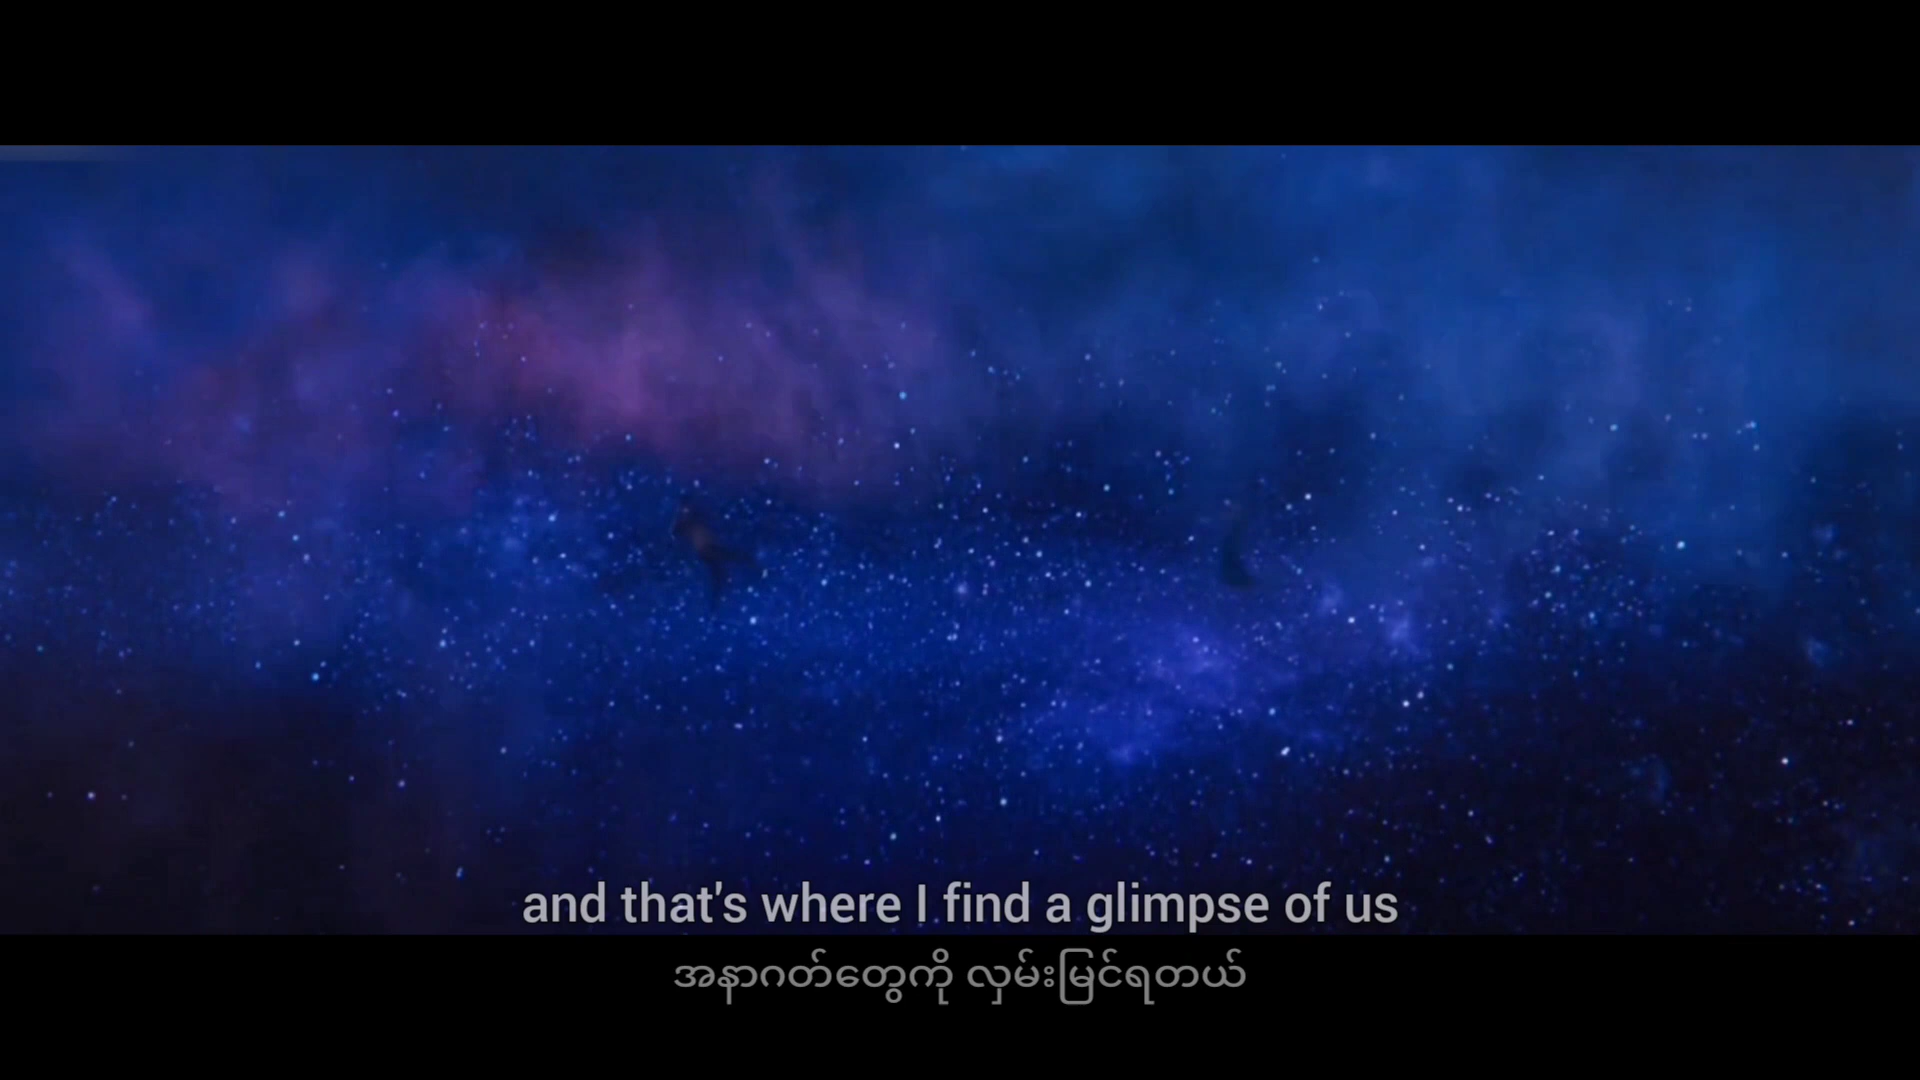 and that's where I find a glimpse of us
အနာဂတ်တွေကို လှမ်းမြင်ရတယ်